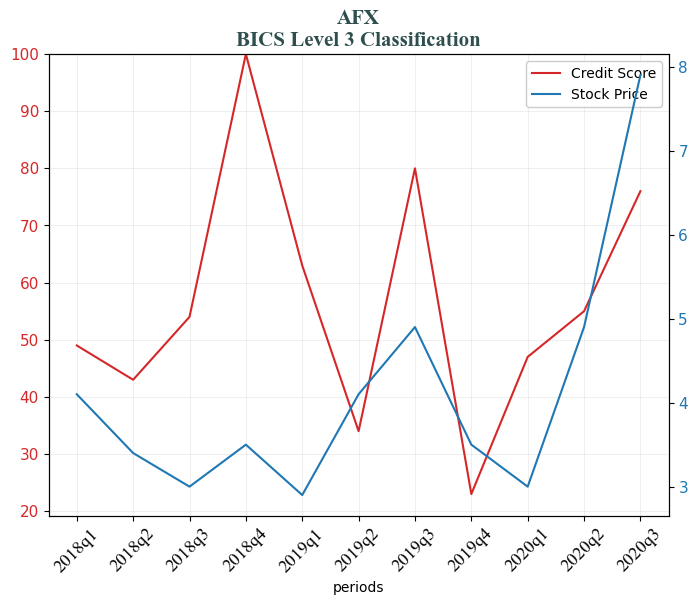 AFX
BICS Level 3 Classification
Credit Score
Stock Price
100
90
80
70
60
50
40
30
20
8
7
6
5
4
3
2018q1
2018q2
2018q3
2018q4
2019q1
2019q2
2019q3
2019q4
2020q1
2020q2
2020q3
periods